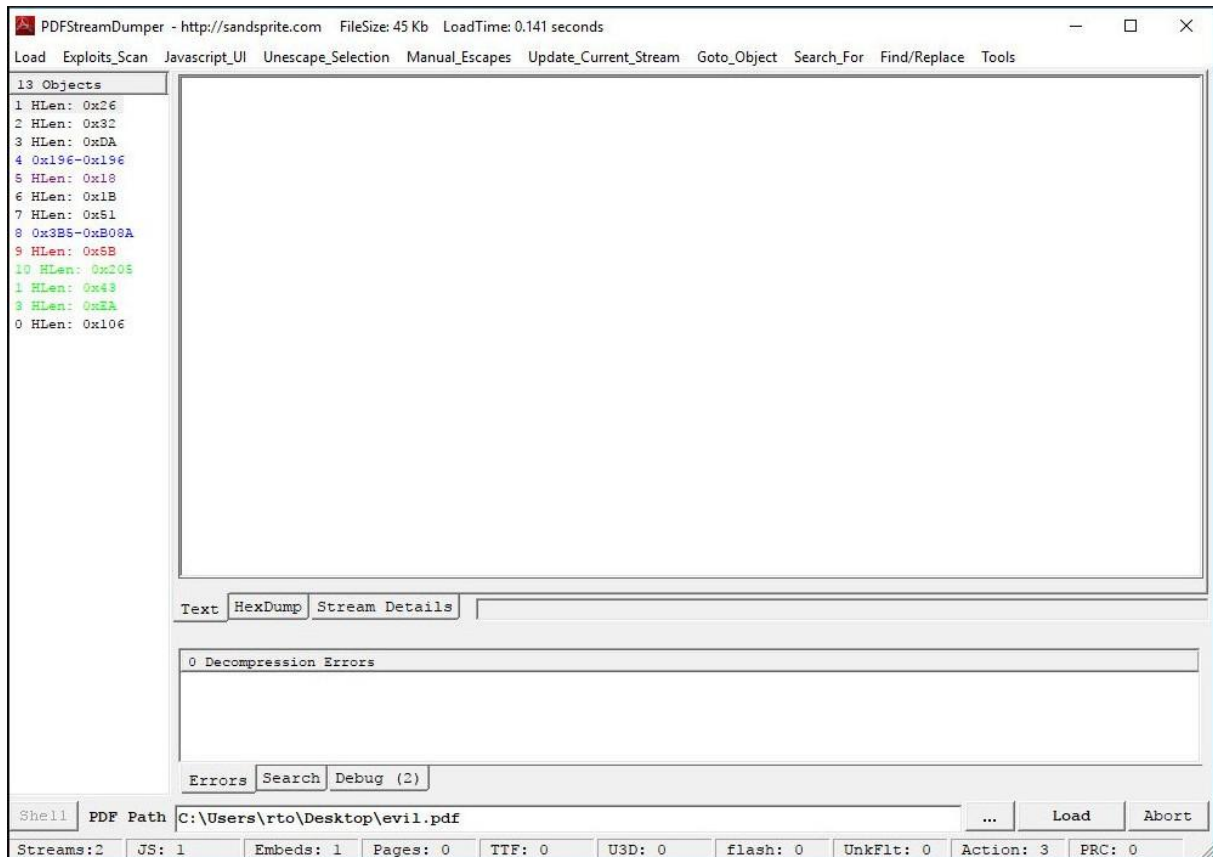 PDFStreamDumper - http://sandsprite.com FileSize: 45 Kb LoadTime: 0.141 seconds
Load Exploits_Scan Javascript_UI Unescape_Selection Manual_Escapes Update_Current_Stream Goto_Object Search_For Find/Replace Tools
13 Objects
1 HLen: 0x26
2 HLen: 0x32
3 HLen: 0xDA
4 0x196-0x196
5 HLen: 0x18
6 HLen: 0x1B
7 HLen: 0x51
8 0x3B5-0xB08A
9 HLen: 0x5B
10 HLen: 0x205
1 HLen: 0x43
3 HLen: 0xEA
0 HLen: 0x106
Text HexDump Stream Details
0 Decompression Errors
Errors Search Debug (2)
Shell PDF Path C:\Users\rto\Desktop\evil.pdf ... Load Abort
Streams:2 JS: 1 Embeds: 1 Pages: 0 TTF: 0 U3D: 0 flash: 0 UnkFlt: 0 Action: 3 PRC: 0